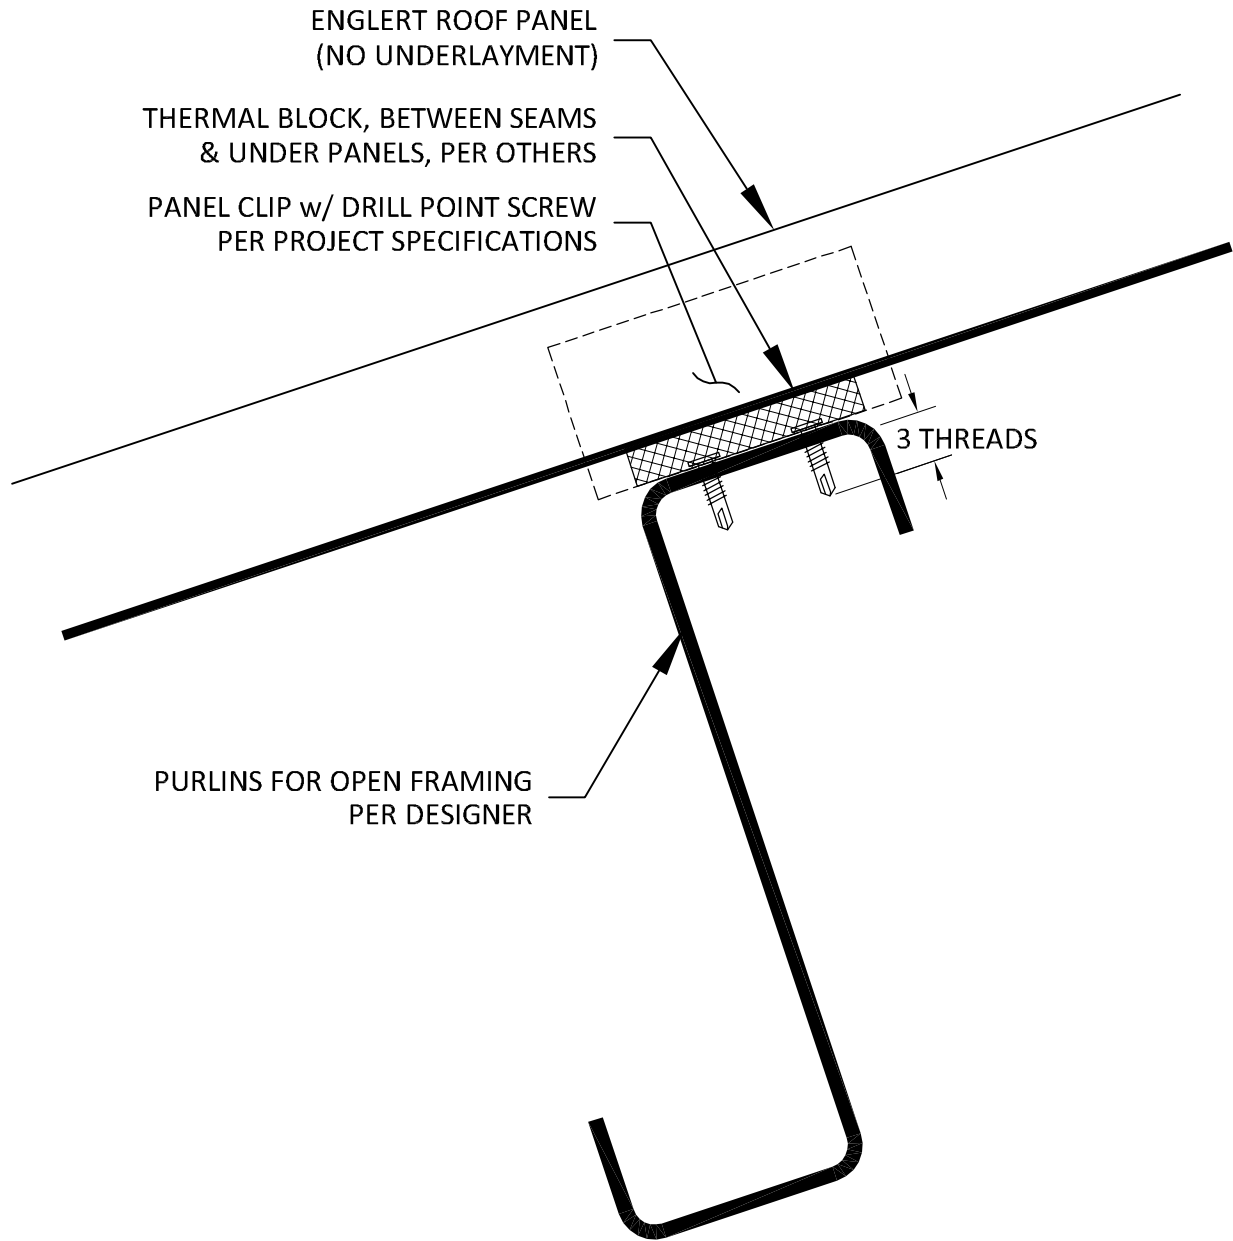 ENGLERT ROOF PANEL
(NO UNDERLAYMENT)
THERMAL BLOCK, BETWEEN SEAMS
& UNDER PANELS, PER OTHERS
PANEL CLIP w/ DRILL POINT SCREW
PER PROJECT SPECIFICATIONS
3 THREADS
PURLINS FOR OPEN FRAMING
PER DESIGNER